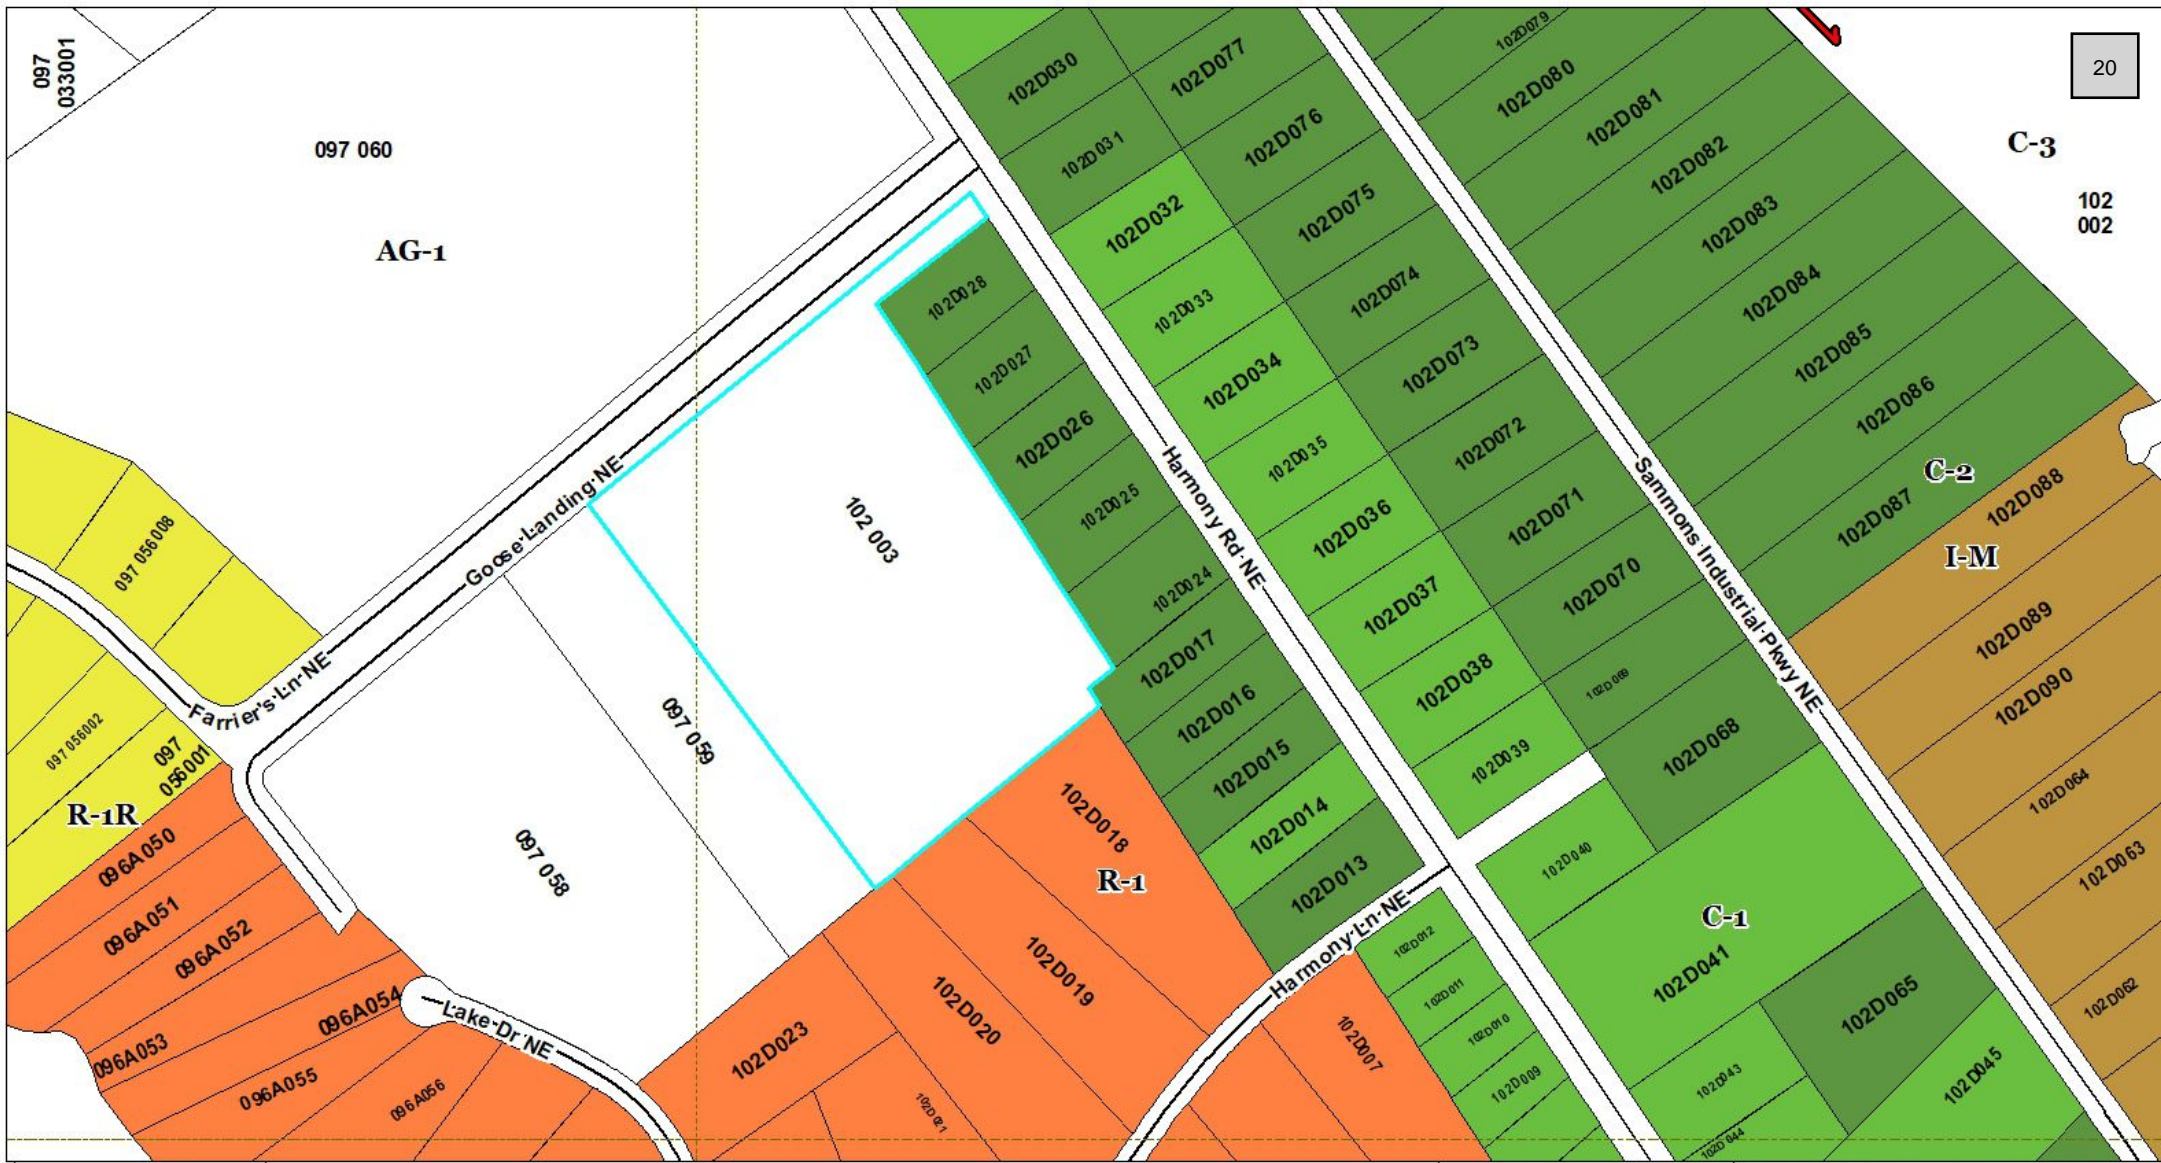 097
033001
097 060
AG-1
20
C-3
102
002
102D030
102D031
102D077
102D076
102D075
102D074
102D073
102D072
102D071
102D070
102D069
102D068
102D079
102D080
102D081
102D082
102D083
102D084
102D085
102D086
102D087
C-2
102D088
I-M
102D089
102D090
102D064
102D063
102D062
102D032
102D033
102D034
102D035
102D036
102D037
102D038
102D039
102D040
C-1
102D041
102D065
102D043
102D044
102D045
102D028
102D027
102D026
102D025
102D024
102D017
102D016
102D015
102D014
102D013
102D012
102D011
102D010
102D009
102 003
Harmony Rd NE
Sammons Industrial Pkwy NE
Goose Landing NE
Farrier's Ln NE
Harmony Ln NE
Lake Dr NE
097 056008
097 056002
097
056001
R-1R
097 059
097 058
096A050
096A051
096A052
096A053
096A054
096A055
096A056
102D018
R-1
102D019
102D020
102D023
102D021
102D007